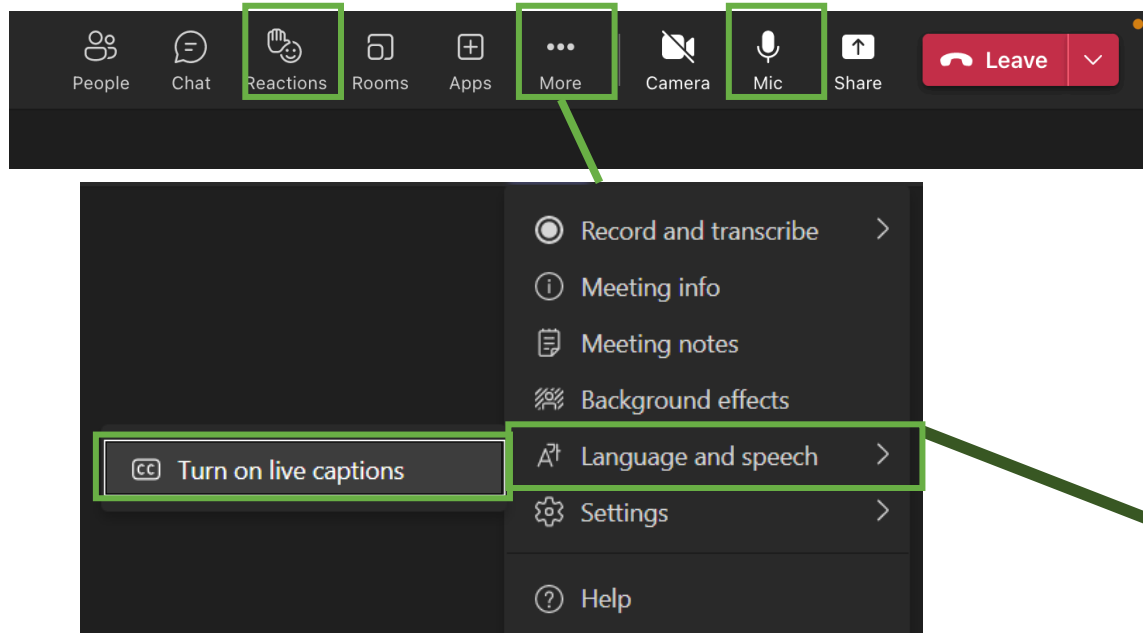 People Chat Reactions Rooms Apps More Camera Mic Share Leave
Record and transcribe
Meeting info
Meeting notes
Background effects
Language and speech
CC Turn on live captions
Settings
Help